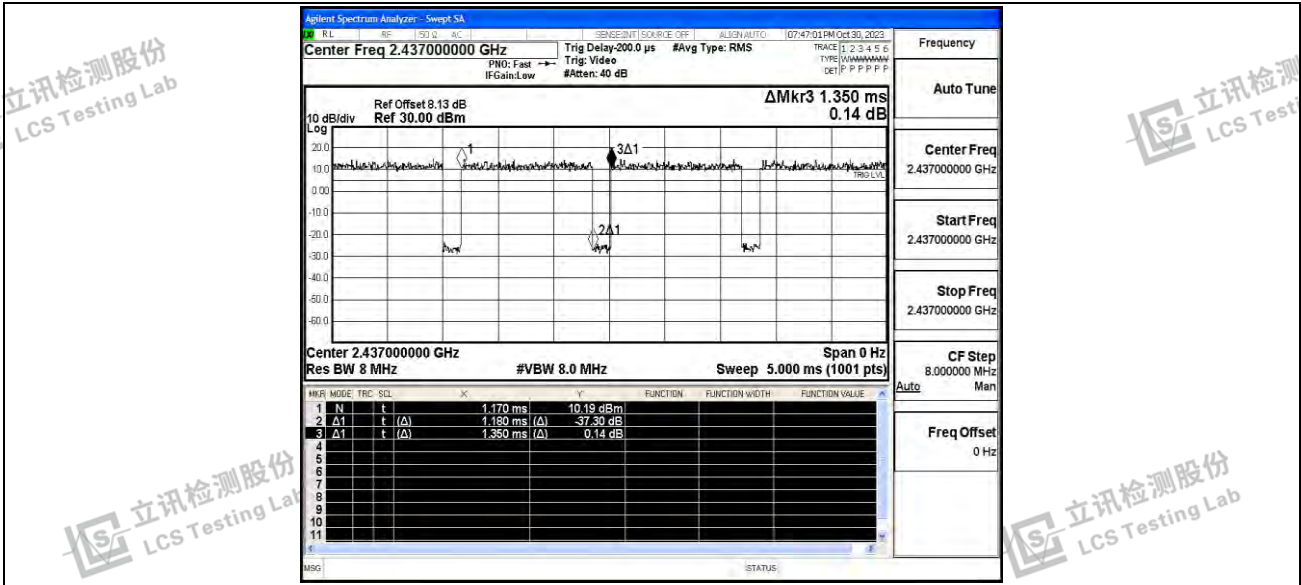 Agilent Spectrum Analyzer - Swept SA
RL RF 50 Ω AC SENSE:INT SOURCE OFF ALIGN AUTO 07:47:01 PM Oct 30, 2023
Center Freq 2.437000000 GHz
PNO: Fast
IFGain:Low
Trig Delay-200.0 µs
Trig: Video
#Atten: 40 dB
#Avg Type: RMS
TRACE 1 2 3 4 5 6
TYPE
DET P P P P P P
Frequency
Auto Tune
Center Freq
2.437000000 GHz
Start Freq
2.437000000 GHz
Stop Freq
2.437000000 GHz
CF Step
8.000000 MHz
Auto Man
Freq Offset
0 Hz
Ref Offset 8.13 dB
10 dB/div Ref 30.00 dBm
Log
ΔMkr3 1.350 ms
0.14 dB
20.0
10.0
0.00
-10.0
-20.0
-30.0
-40.0
-50.0
-60.0
1
3Δ1
TRIG LVL
2Δ1
Center 2.437000000 GHz Span 0 Hz
Res BW 8 MHz #VBW 8.0 MHz Sweep 5.000 ms (1001 pts)
MKR MODE TRC SCL X Y FUNCTION FUNCTION WIDTH FUNCTION VALUE
1 N t 1.170 ms 10.19 dBm
2 Δ1 t (Δ) 1.180 ms (Δ) -37.30 dB
3 Δ1 t (Δ) 1.350 ms (Δ) 0.14 dB
4
5
6
7
8
9
10
11
MSG STATUS
立讯检测股份
LCS Testing Lab
立讯检测
LCS Testi
立讯检测股份
LCS Testing Lab
立讯检测股份
LCS Testing Lab